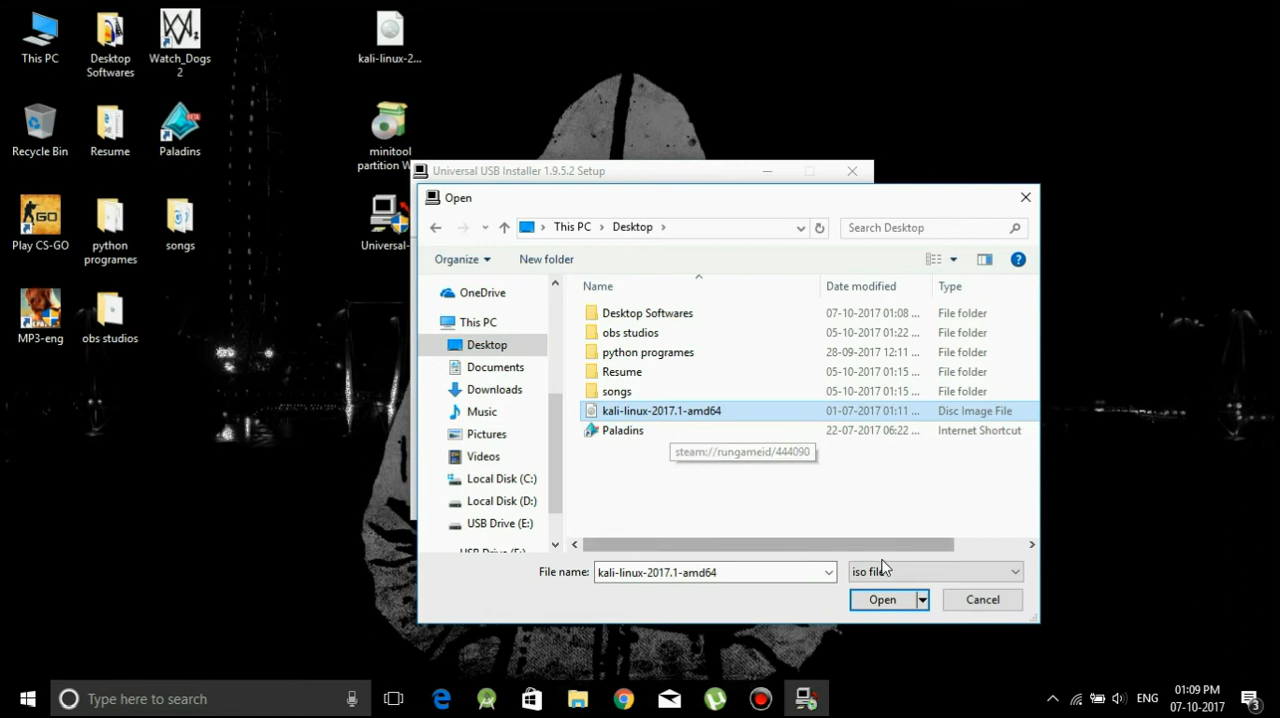 This PC
Desktop
Softwares
Watch_Dogs
2
kali-linux-2...
Recycle Bin
Resume
BETA
Paladins
minitool
partition W
GO
Play CS-GO
python
programes
songs
Universal-
MP3-eng
obs studios
Universal USB Installer 1.9.5.2 Setup
Open
This PC
Desktop
Search Desktop
Organize
New folder
OneDrive
This PC
Desktop
Documents
Downloads
Music
Pictures
Videos
Local Disk (C:)
Local Disk (D:)
USB Drive (E:)
Name Date modified Type
Desktop Softwares 07-10-2017 01:08 ... File folder
obs studios 05-10-2017 01:22 ... File folder
python programes 28-09-2017 12:11 ... File folder
Resume 05-10-2017 01:15 ... File folder
songs 05-10-2017 01:15 ... File folder
kali-linux-2017.1-amd64 01-07-2017 01:11 ... Disc Image File
Paladins 22-07-2017 06:22 ... Internet Shortcut
steam://rungameid/444090
File name: kali-linux-2017.1-amd64
Open
Cancel
Type here to search
ENG
01:09 PM
07-10-2017
3